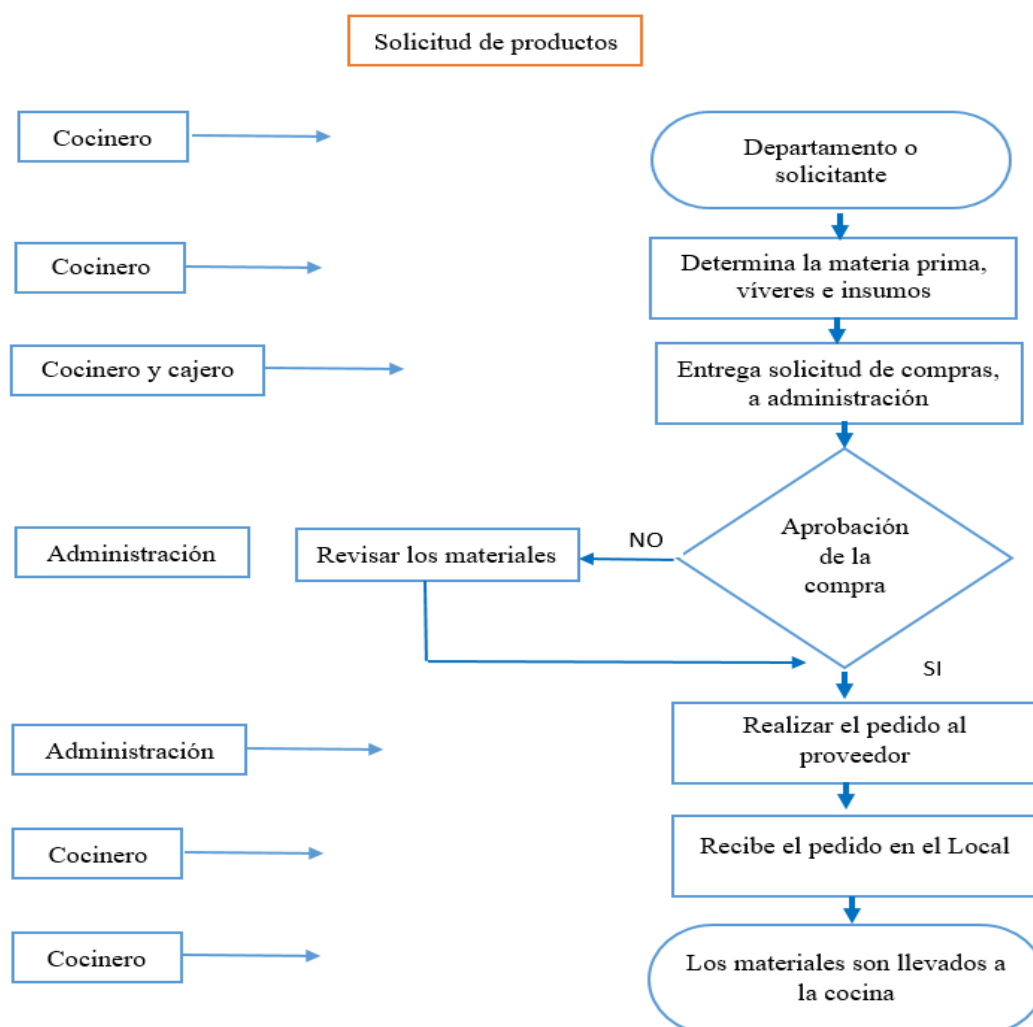 Solicitud de productos
Cocinero
Departamento o
solicitante
Cocinero
Determina la materia prima,
víveres e insumos
Cocinero y cajero
Entrega solicitud de compras,
a administración
Administración
Revisar los materiales
NO
Aprobación
de la
compra
SI
Administración
Realizar el pedido al
proveedor
Cocinero
Recibe el pedido en el Local
Cocinero
Los materiales son llevados a
la cocina